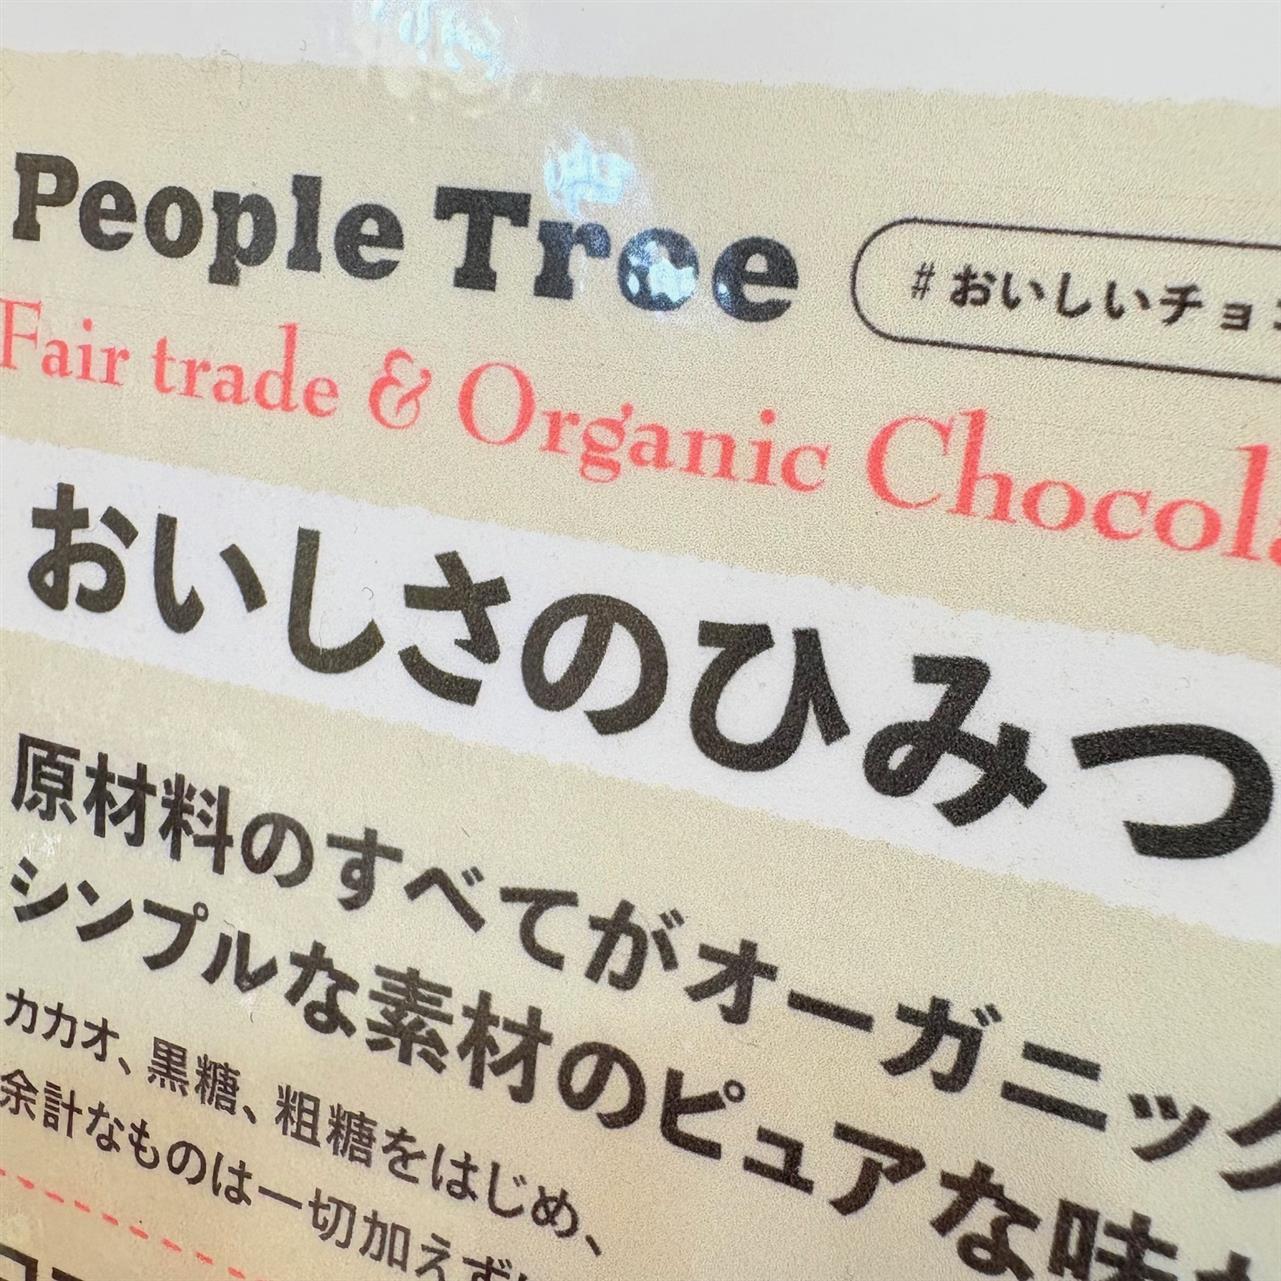 People Tree
#おいしいチョ
Fair trade & Organic Chocola
おいしさのひみつ
原材料のすべてがオーガニック
シンプルな素材のピュアな味
カカオ、黒糖、粗糖をはじめ、
余計なものは一切加えず